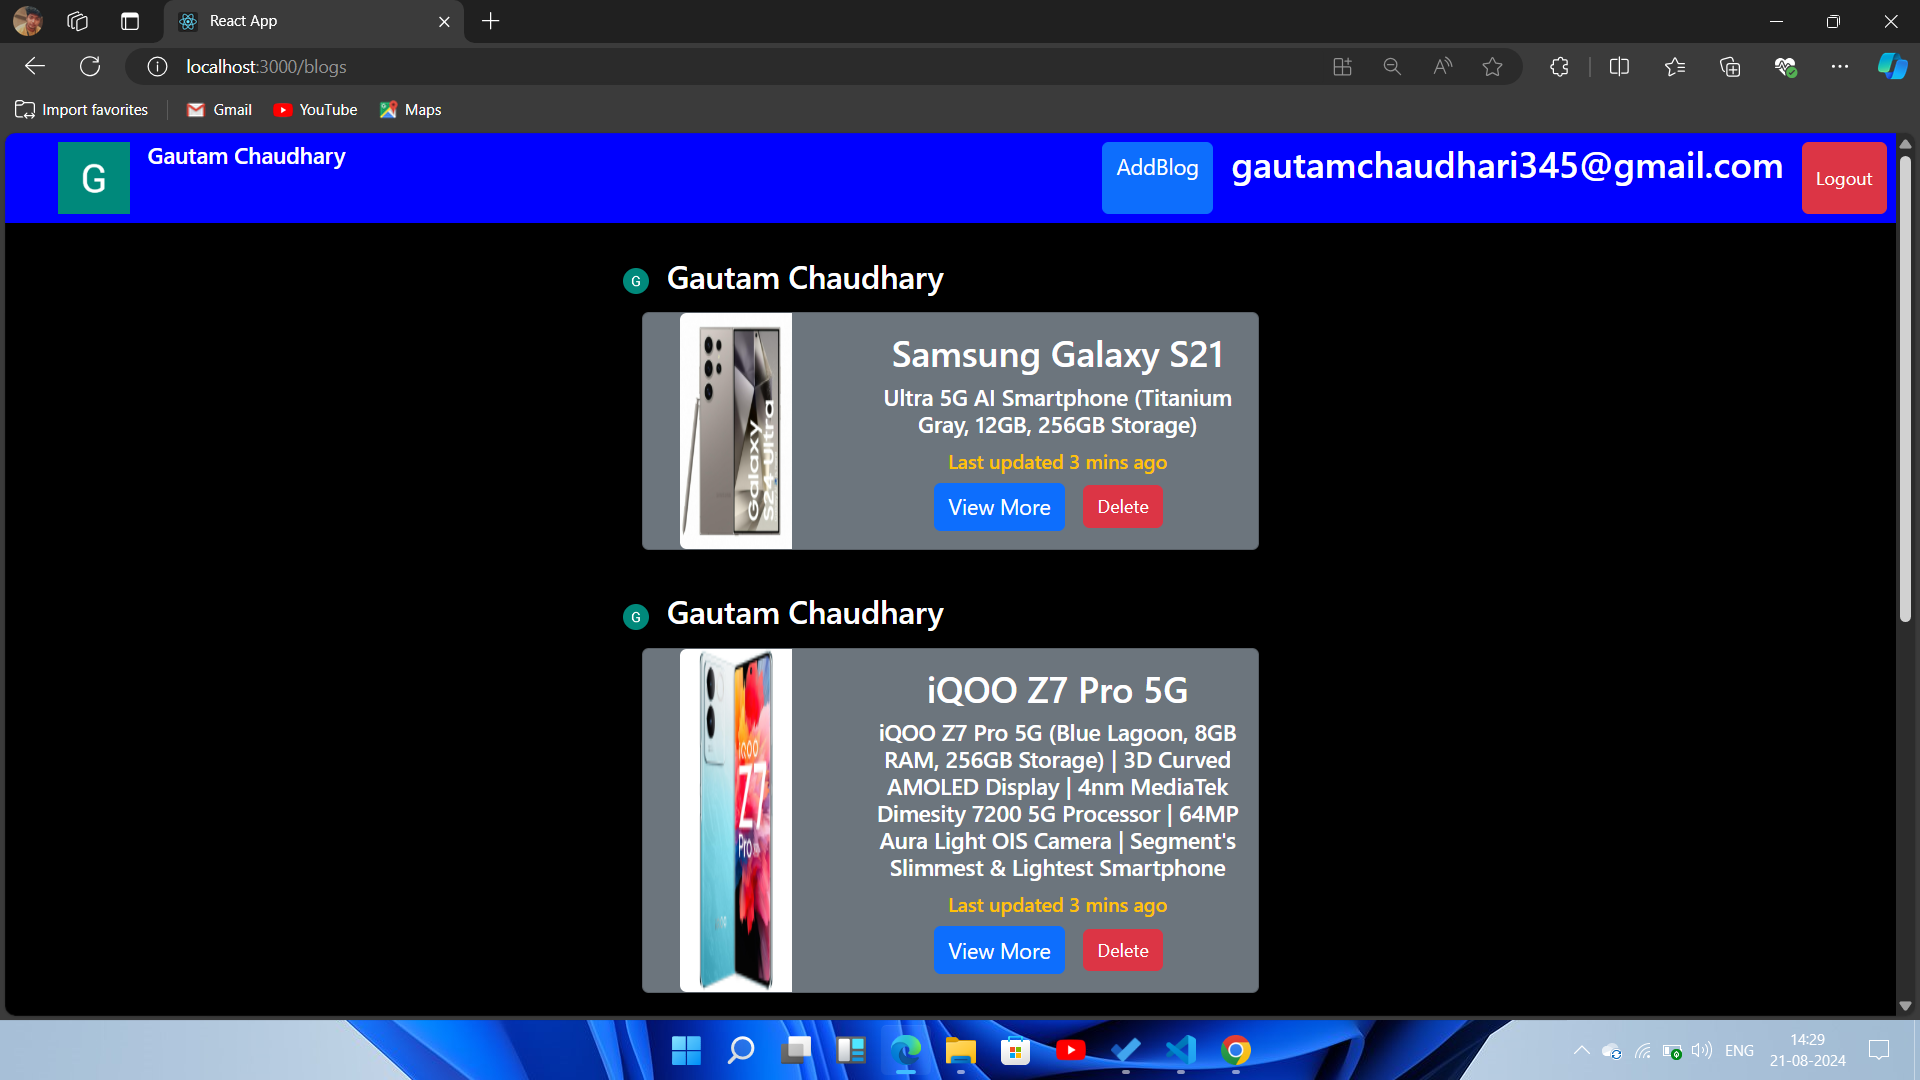 React App
localhost:3000/blogs
Import favorites
Gmail
YouTube
Maps
G
Gautam Chaudhary
AddBlog
gautamchaudhari345@gmail.com
Logout
G
Gautam Chaudhary
Galaxy
S24 Ultra
Samsung Galaxy S21
Ultra 5G AI Smartphone (Titanium
Gray, 12GB, 256GB Storage)
Last updated 3 mins ago
View More
Delete
G
Gautam Chaudhary
iQOO
Z7
Pro
iQOO Z7 Pro 5G
iQOO Z7 Pro 5G (Blue Lagoon, 8GB
RAM, 256GB Storage) | 3D Curved
AMOLED Display | 4nm MediaTek
Dimesity 7200 5G Processor | 64MP
Aura Light OIS Camera | Segment's
Slimmest & Lightest Smartphone
Last updated 3 mins ago
View More
Delete
ENG
14:29
21-08-2024